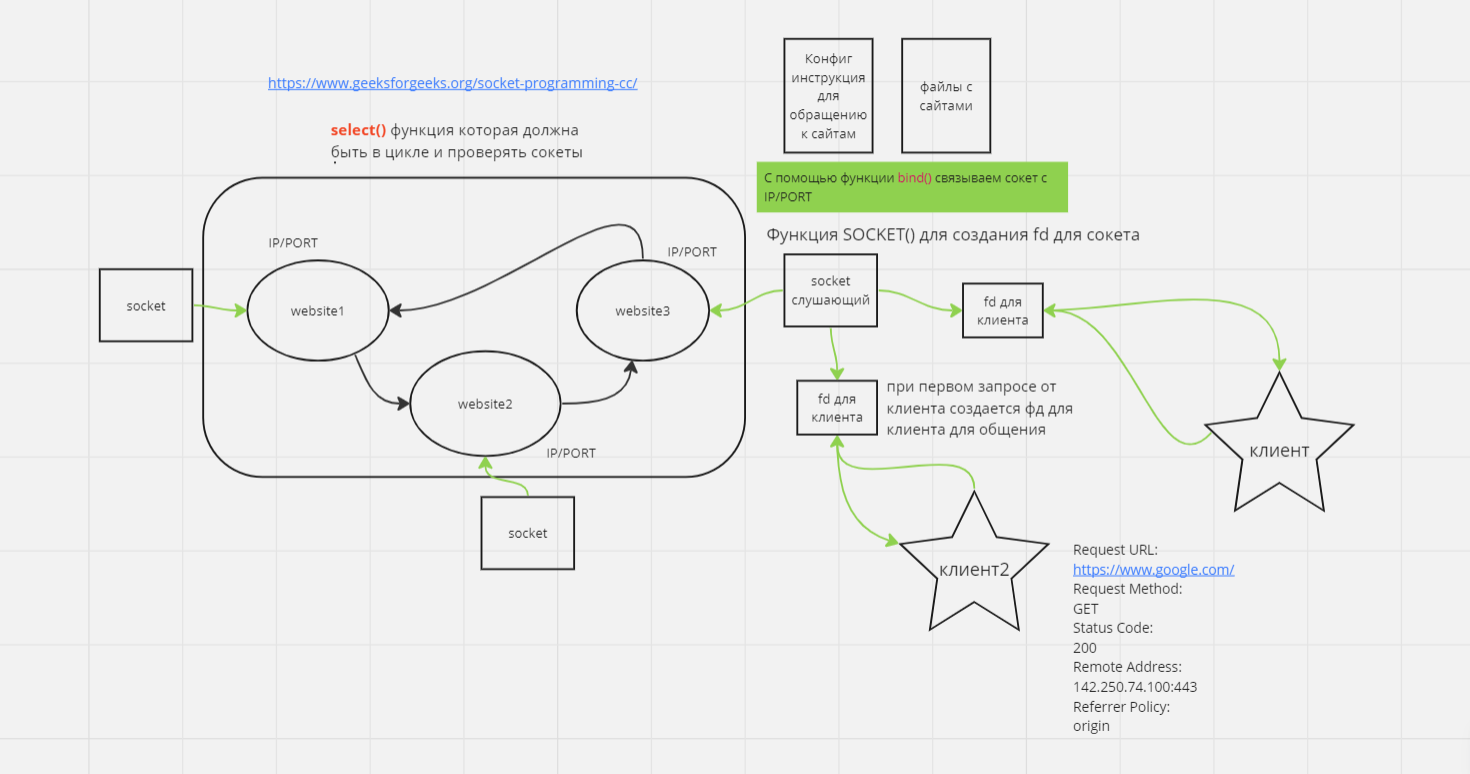 https://www.geeksforgeeks.org/socket-programming-cc/
select() функция которая должна
быть в цикле и проверять сокеты
Конфиг
инструкция
для
обращению
к сайтам
файлы с
сайтами
С помощью функции bind() связываем сокет с
IP/PORT
Функция SOCKET() для создания fd для сокета
IP/PORT
IP/PORT
socket
website1
website3
socket
слушающий
fd для
клиента
website2
IP/PORT
fd для
клиента
при первом запросе от
клиента создается фд для
клиента для общения
клиент
socket
клиент2
Request URL:
https://www.google.com/
Request Method:
GET
Status Code:
200
Remote Address:
142.250.74.100:443
Referrer Policy:
origin